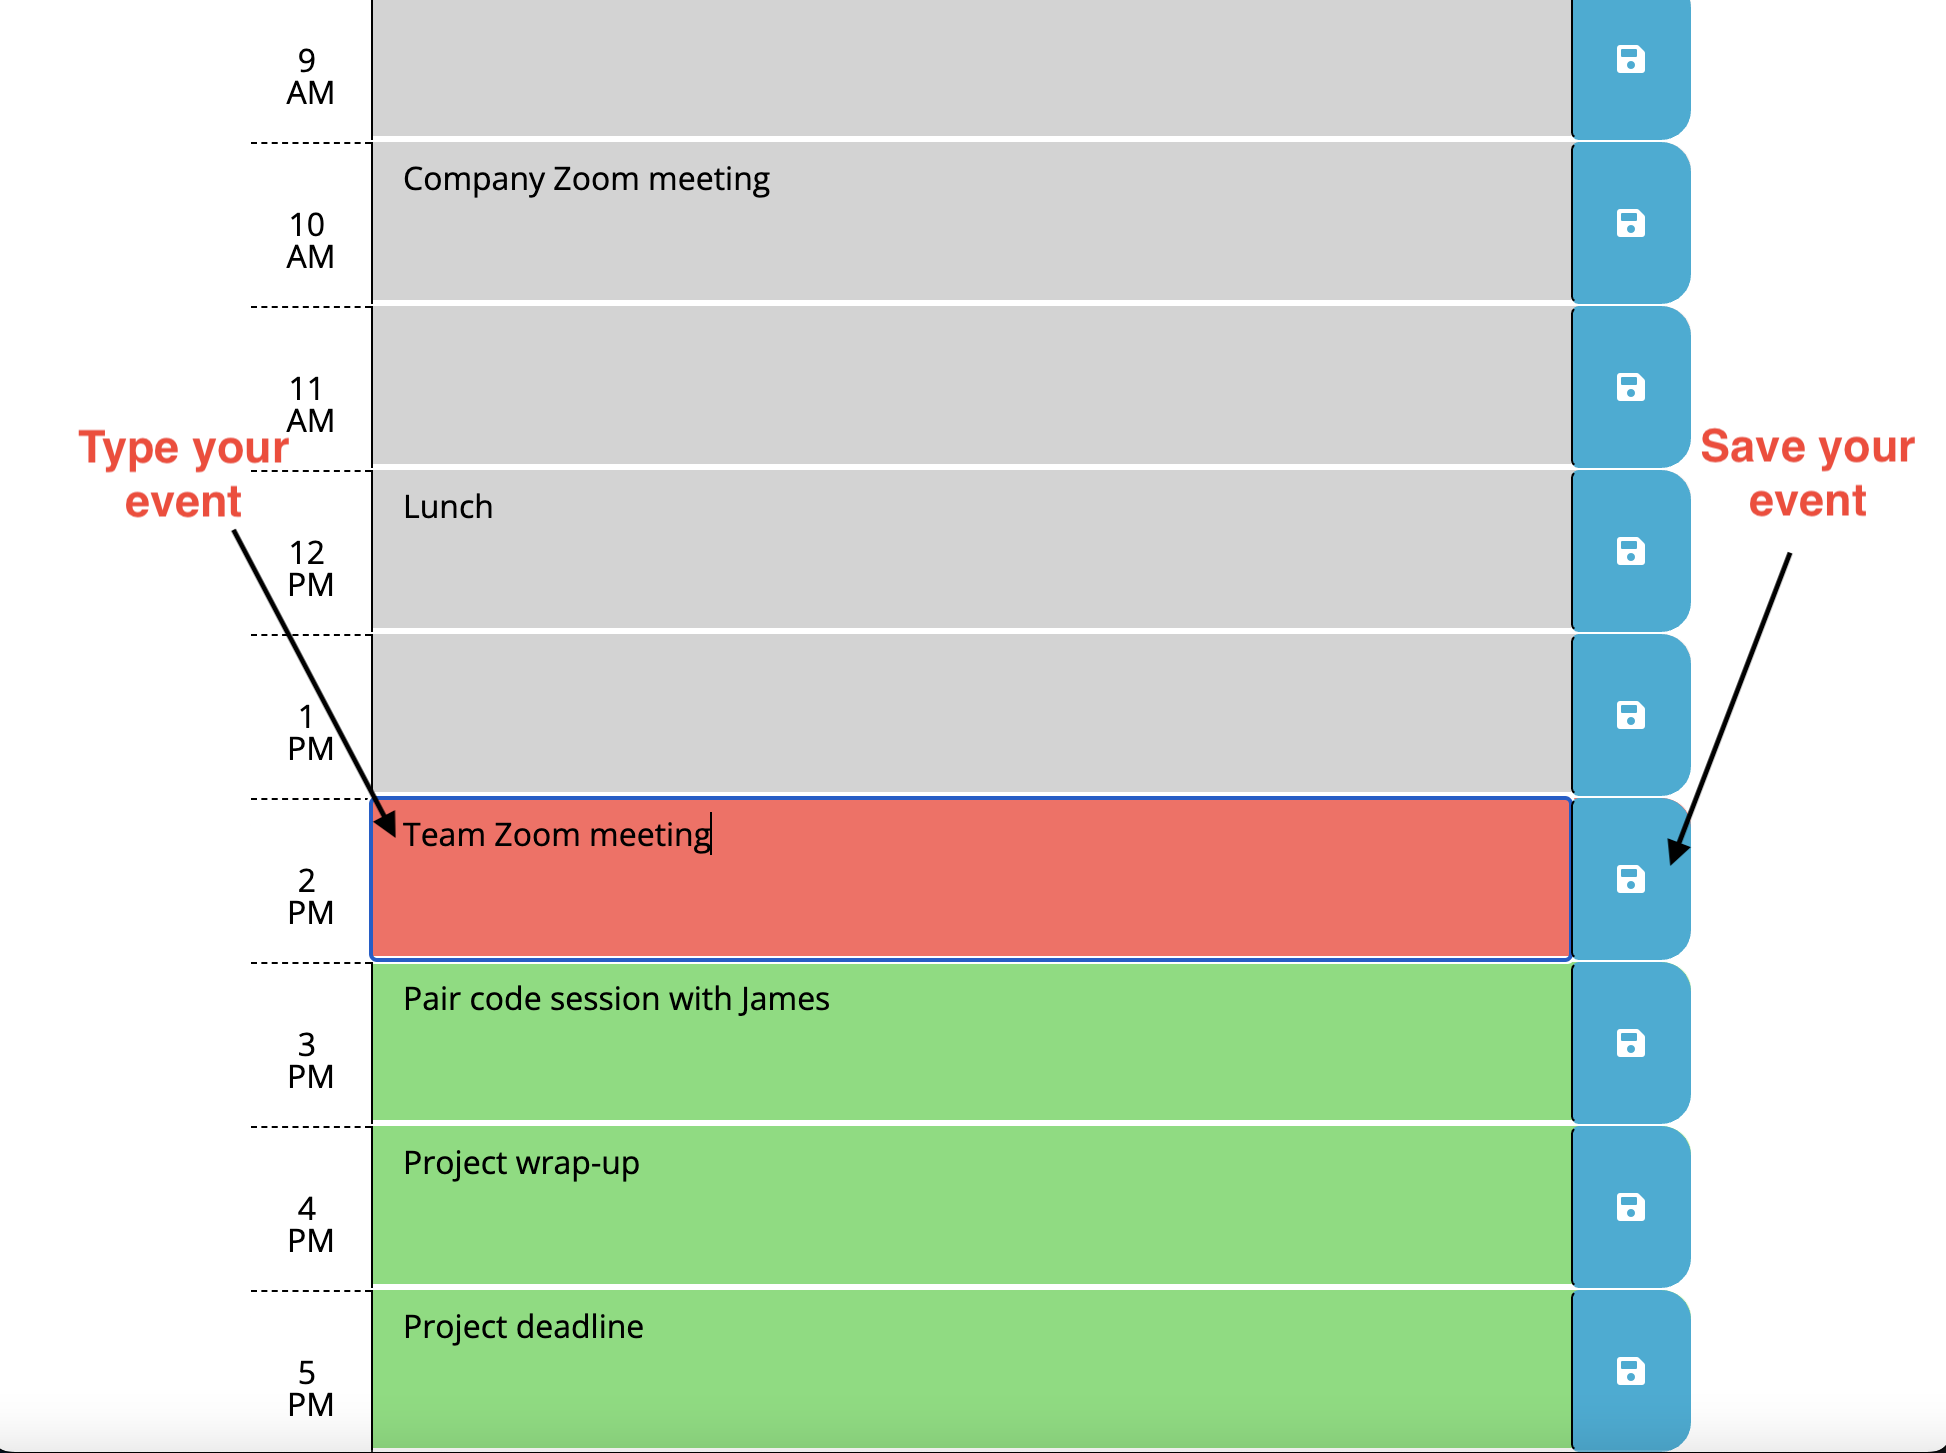 9
AM
Company Zoom meeting
10
AM
11
AM
Type your
event
Save your
event
Lunch
12
PM
1
PM
Team Zoom meeting
2
PM
Pair code session with James
3
PM
Project wrap-up
4
PM
Project deadline
5
PM